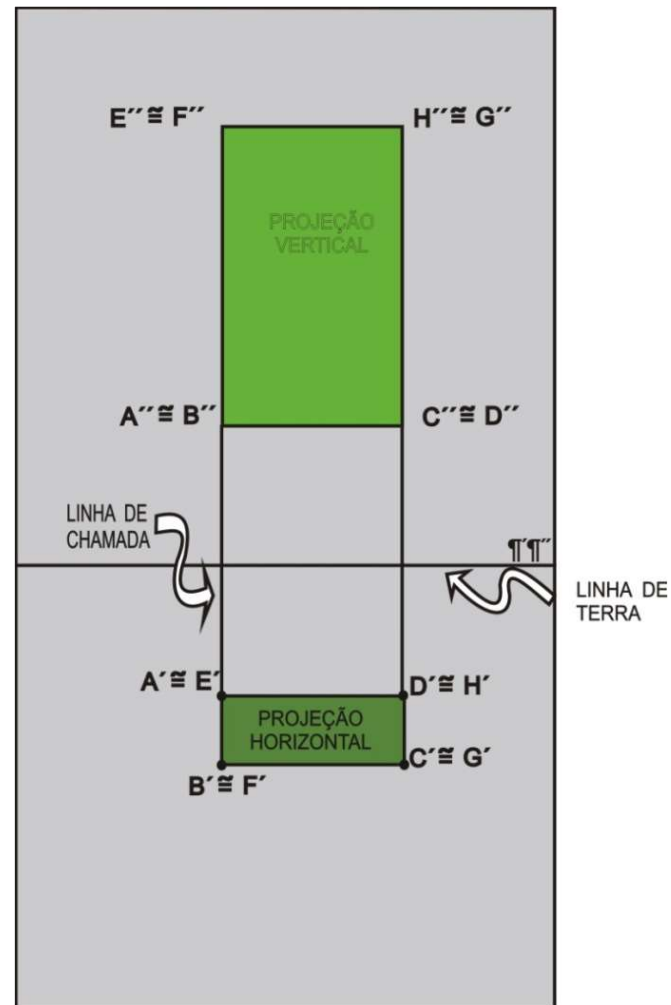 E´´≅ F´´
H´´≅ G´´
PROJEÇÃO
VERTICAL
A´´≅ B´´
C´´≅ D´´
LINHA DE
CHAMADA
¶´¶´´
LINHA DE
TERRA
A´≅ E´
D´≅ H´
PROJEÇÃO
HORIZONTAL
C´≅ G´
B´≅ F´